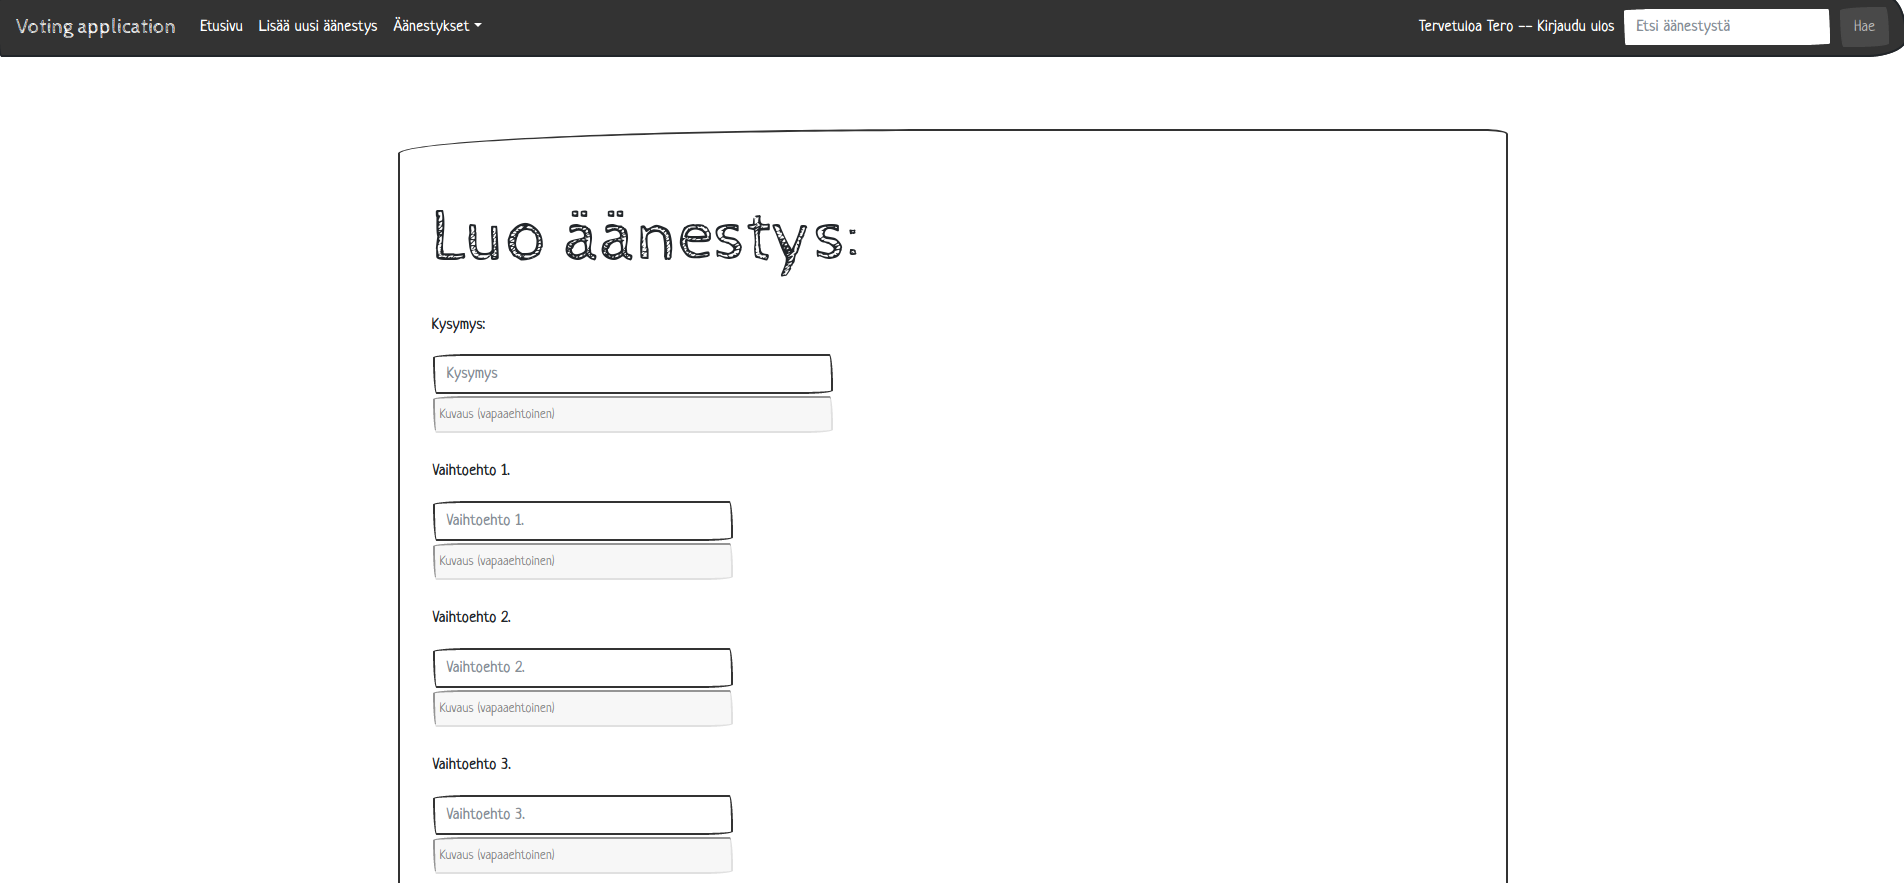 Voting application Etusivu Lisää uusi äänestys Äänestykset Tervetuloa Tero -- Kirjaudu ulos Etsi äänestystä Hae
Luo äänestys:
Kysymys:
Kysymys
Kuvaus (vapaaehtoinen)
Vaihtoehto 1.
Vaihtoehto 1.
Kuvaus (vapaaehtoinen)
Vaihtoehto 2.
Vaihtoehto 2.
Kuvaus (vapaaehtoinen)
Vaihtoehto 3.
Vaihtoehto 3.
Kuvaus (vapaaehtoinen)